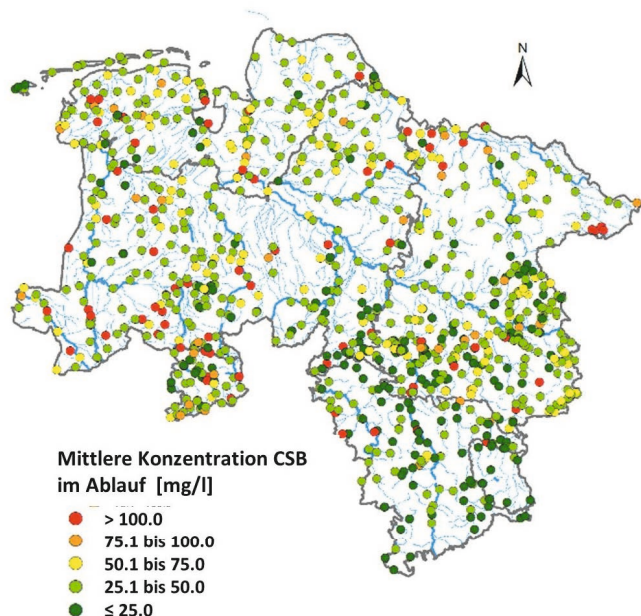 N
Mittlere Konzentration CSB
im Ablauf [mg/l]
> 100.0
75.1 bis 100.0
50.1 bis 75.0
25.1 bis 50.0
≤ 25.0